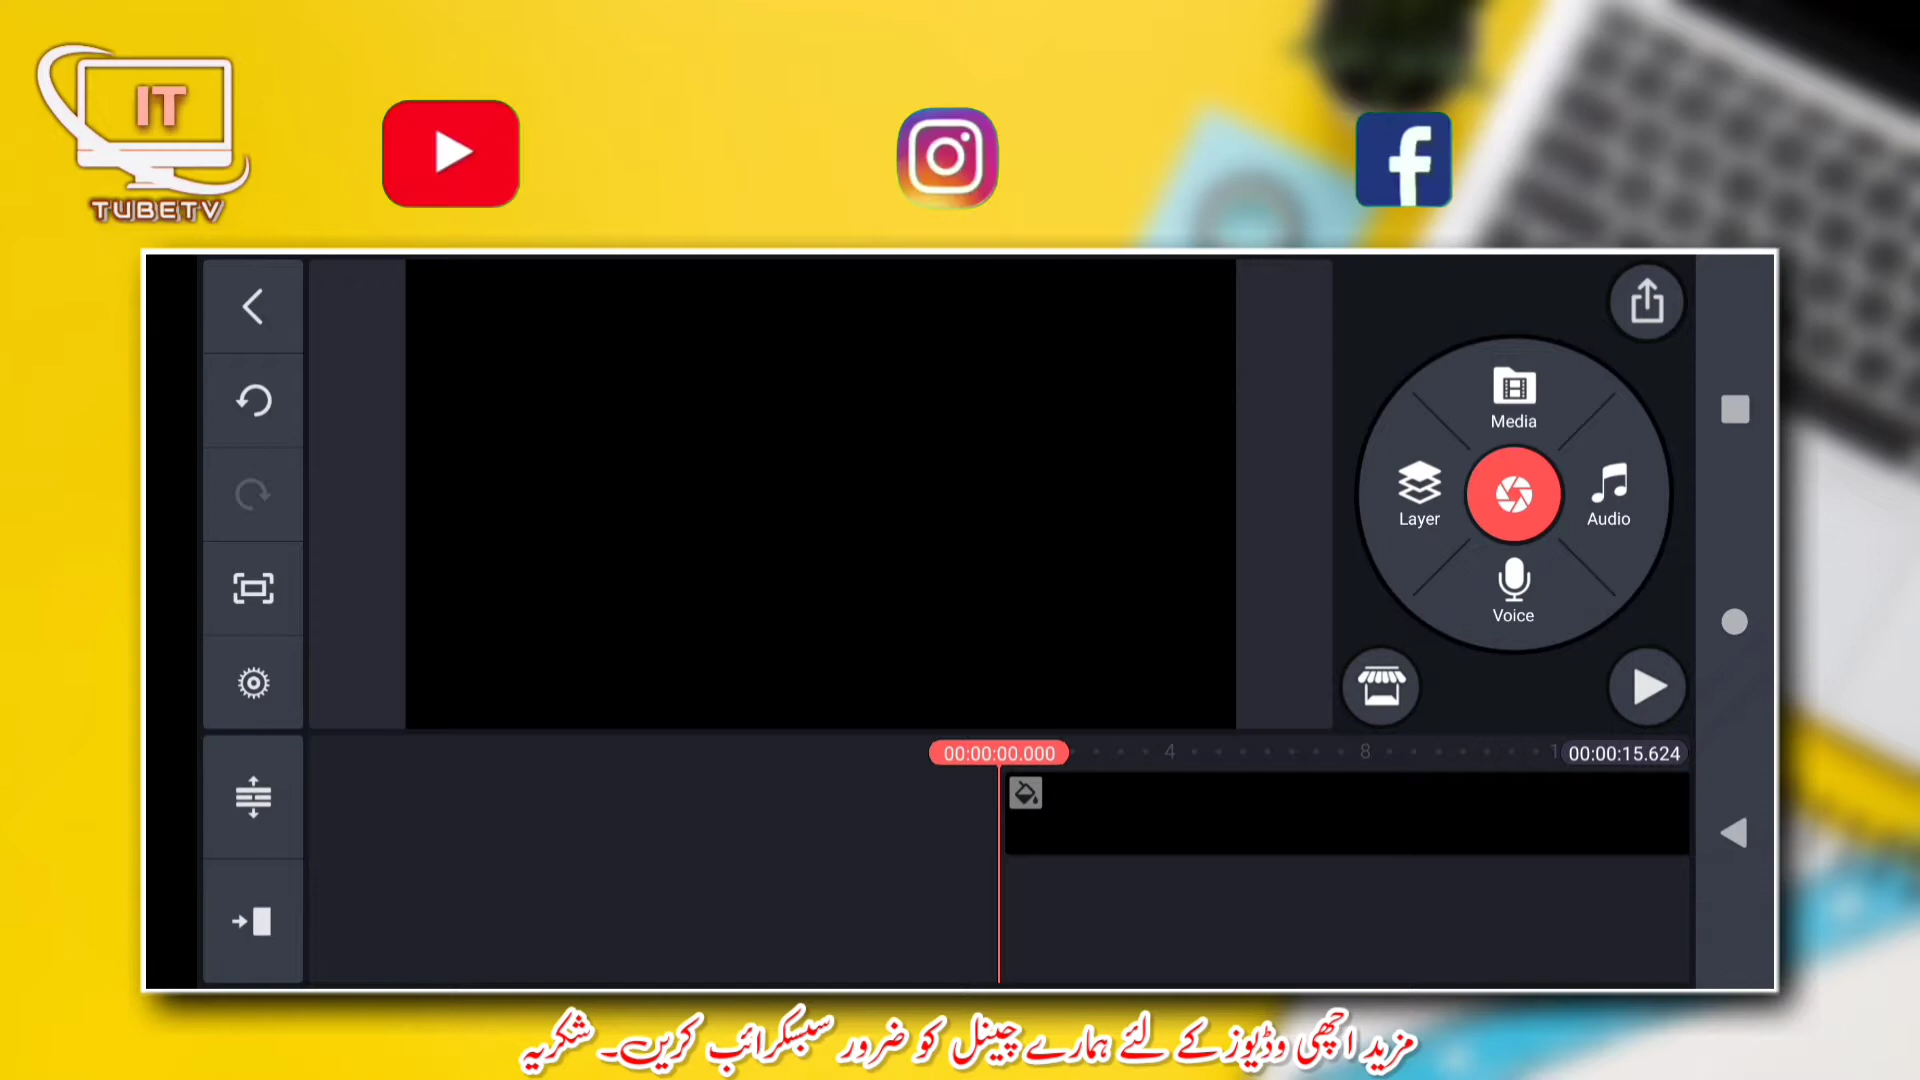 IT
TUBETV
Media
Layer
Audio
Voice
00:00:00.000
4
8
1
00:00:15.624
مزید اچھی وڈیوز کے لئے ہمارے چینل کو ضرور سبسکرائب کریں۔ شکریہ